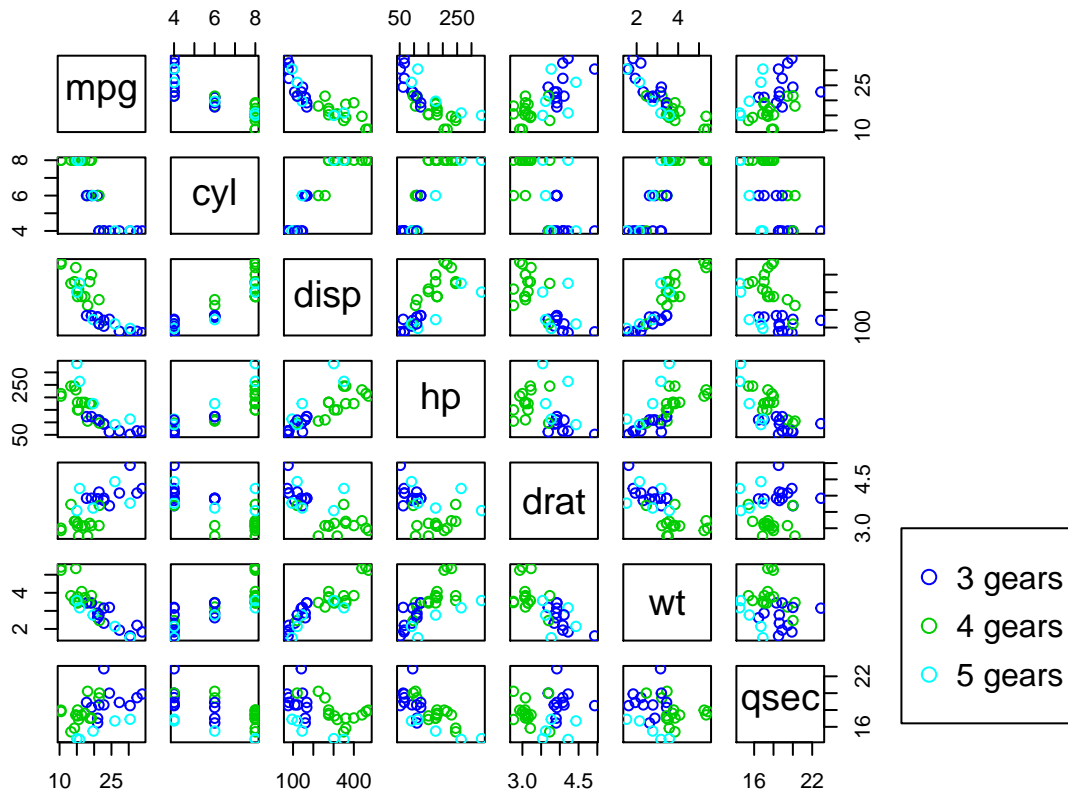 4 6 8 50 250 2 4
mpg 10 25
4 6 8 cyl
disp 100
50 250 hp
drat 3.0 4.5
2 4 wt
qsec 16 22
10 25 100 400 3.0 4.5 16 22
3 gears
4 gears
5 gears